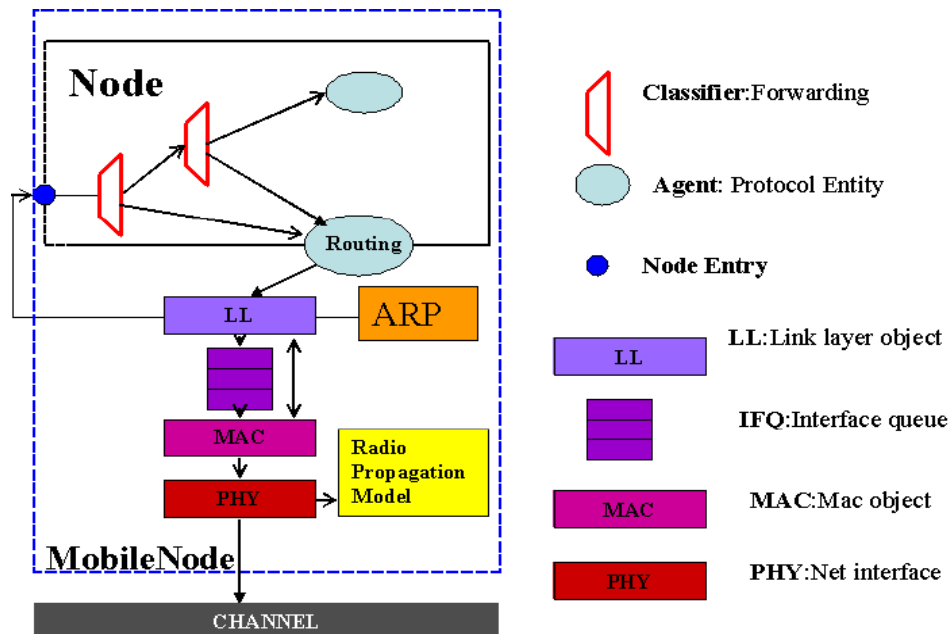 Node
Routing
LL
ARP
MAC
Radio
Propagation
Model
PHY
MobileNode
CHANNEL
Classifier:Forwarding
Agent: Protocol Entity
Node Entry
LL:Link layer object
LL
IFQ:Interface queue
MAC:Mac object
MAC
PHY:Net interface
PHY